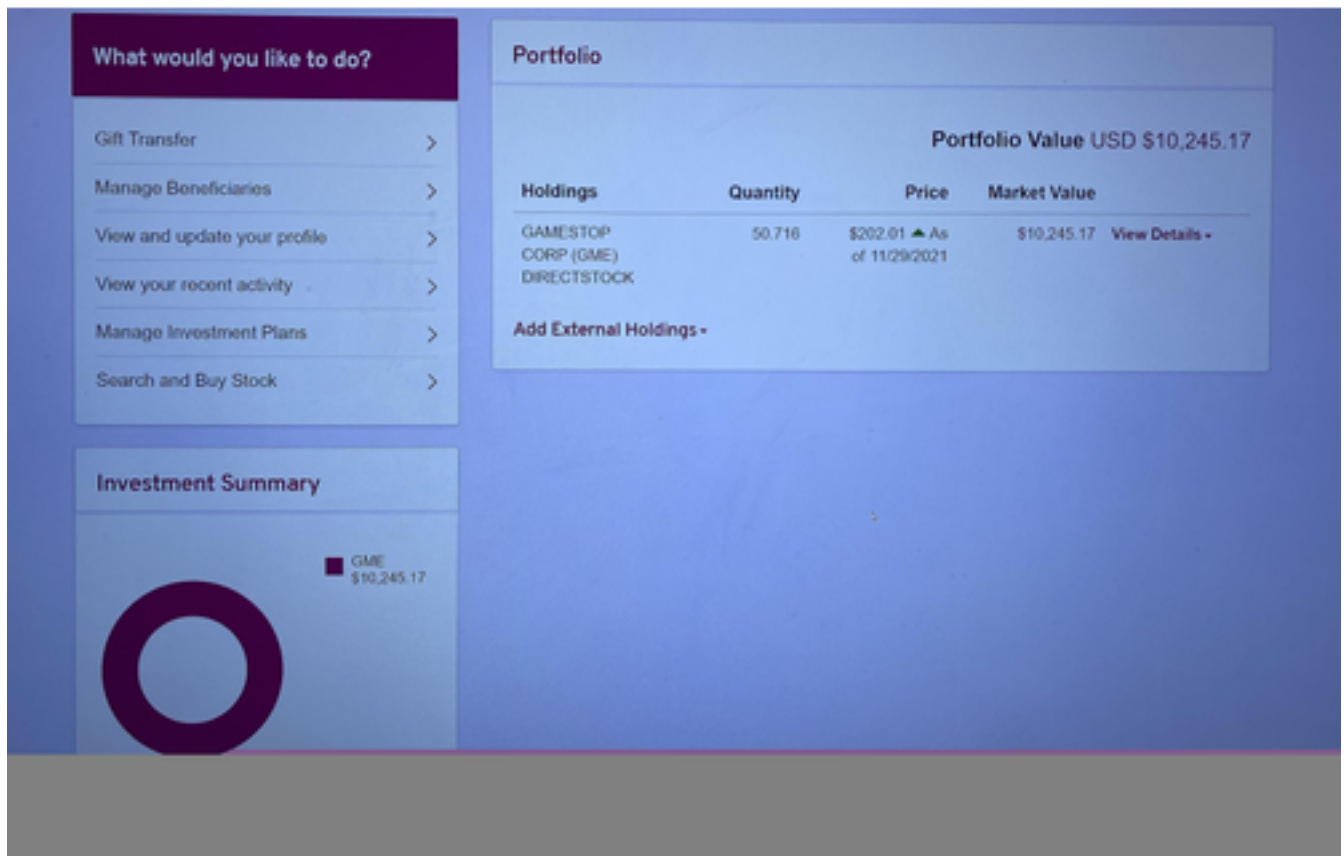 What would you like to do?
Gift Transfer
Manage Beneficiaries
View and update your profile
View your recent activity
Manage Investment Plans
Search and Buy Stock
Investment Summary
GME
$10,245.17
Portfolio
Portfolio Value USD $10,245.17
Holdings Quantity Price Market Value
GAMESTOP 50.716 $202.01 ▲ As $10,245.17 View Details
CORP (GME) of 11/29/2021
DIRECTSTOCK
Add External Holdings